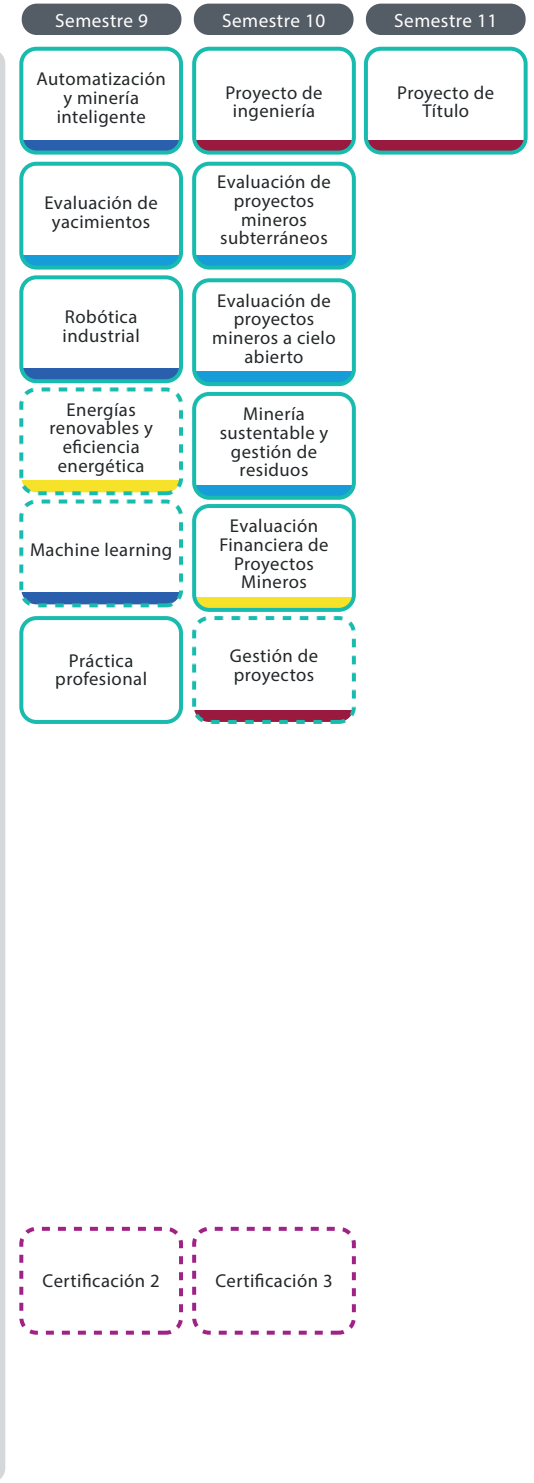 Semestre 9
Semestre 10
Semestre 11
Automatización
y minería
inteligente
Proyecto de
ingeniería
Proyecto de
Título
Evaluación de
yacimientos
Evaluación de
proyectos
mineros
subterráneos
Robótica
industrial
Evaluación de
proyectos
mineros a cielo
abierto
Energías
renovables y
eficiencia
energética
Minería
sustentable y
gestión de
residuos
Machine learning
Evaluación
Financiera de
Proyectos
Mineros
Práctica
profesional
Gestión de
proyectos
Certificación 2
Certificación 3